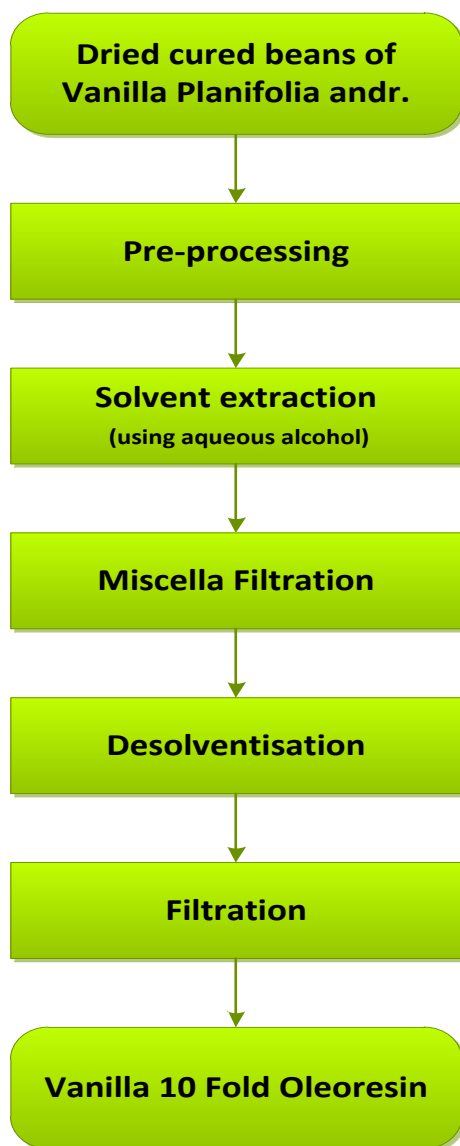 Dried cured beans of
Vanilla Planifolia andr.
Pre-processing
Solvent extraction
(using aqueous alcohol)
Miscella Filtration
Desolventisation
Filtration
Vanilla 10 Fold Oleoresin